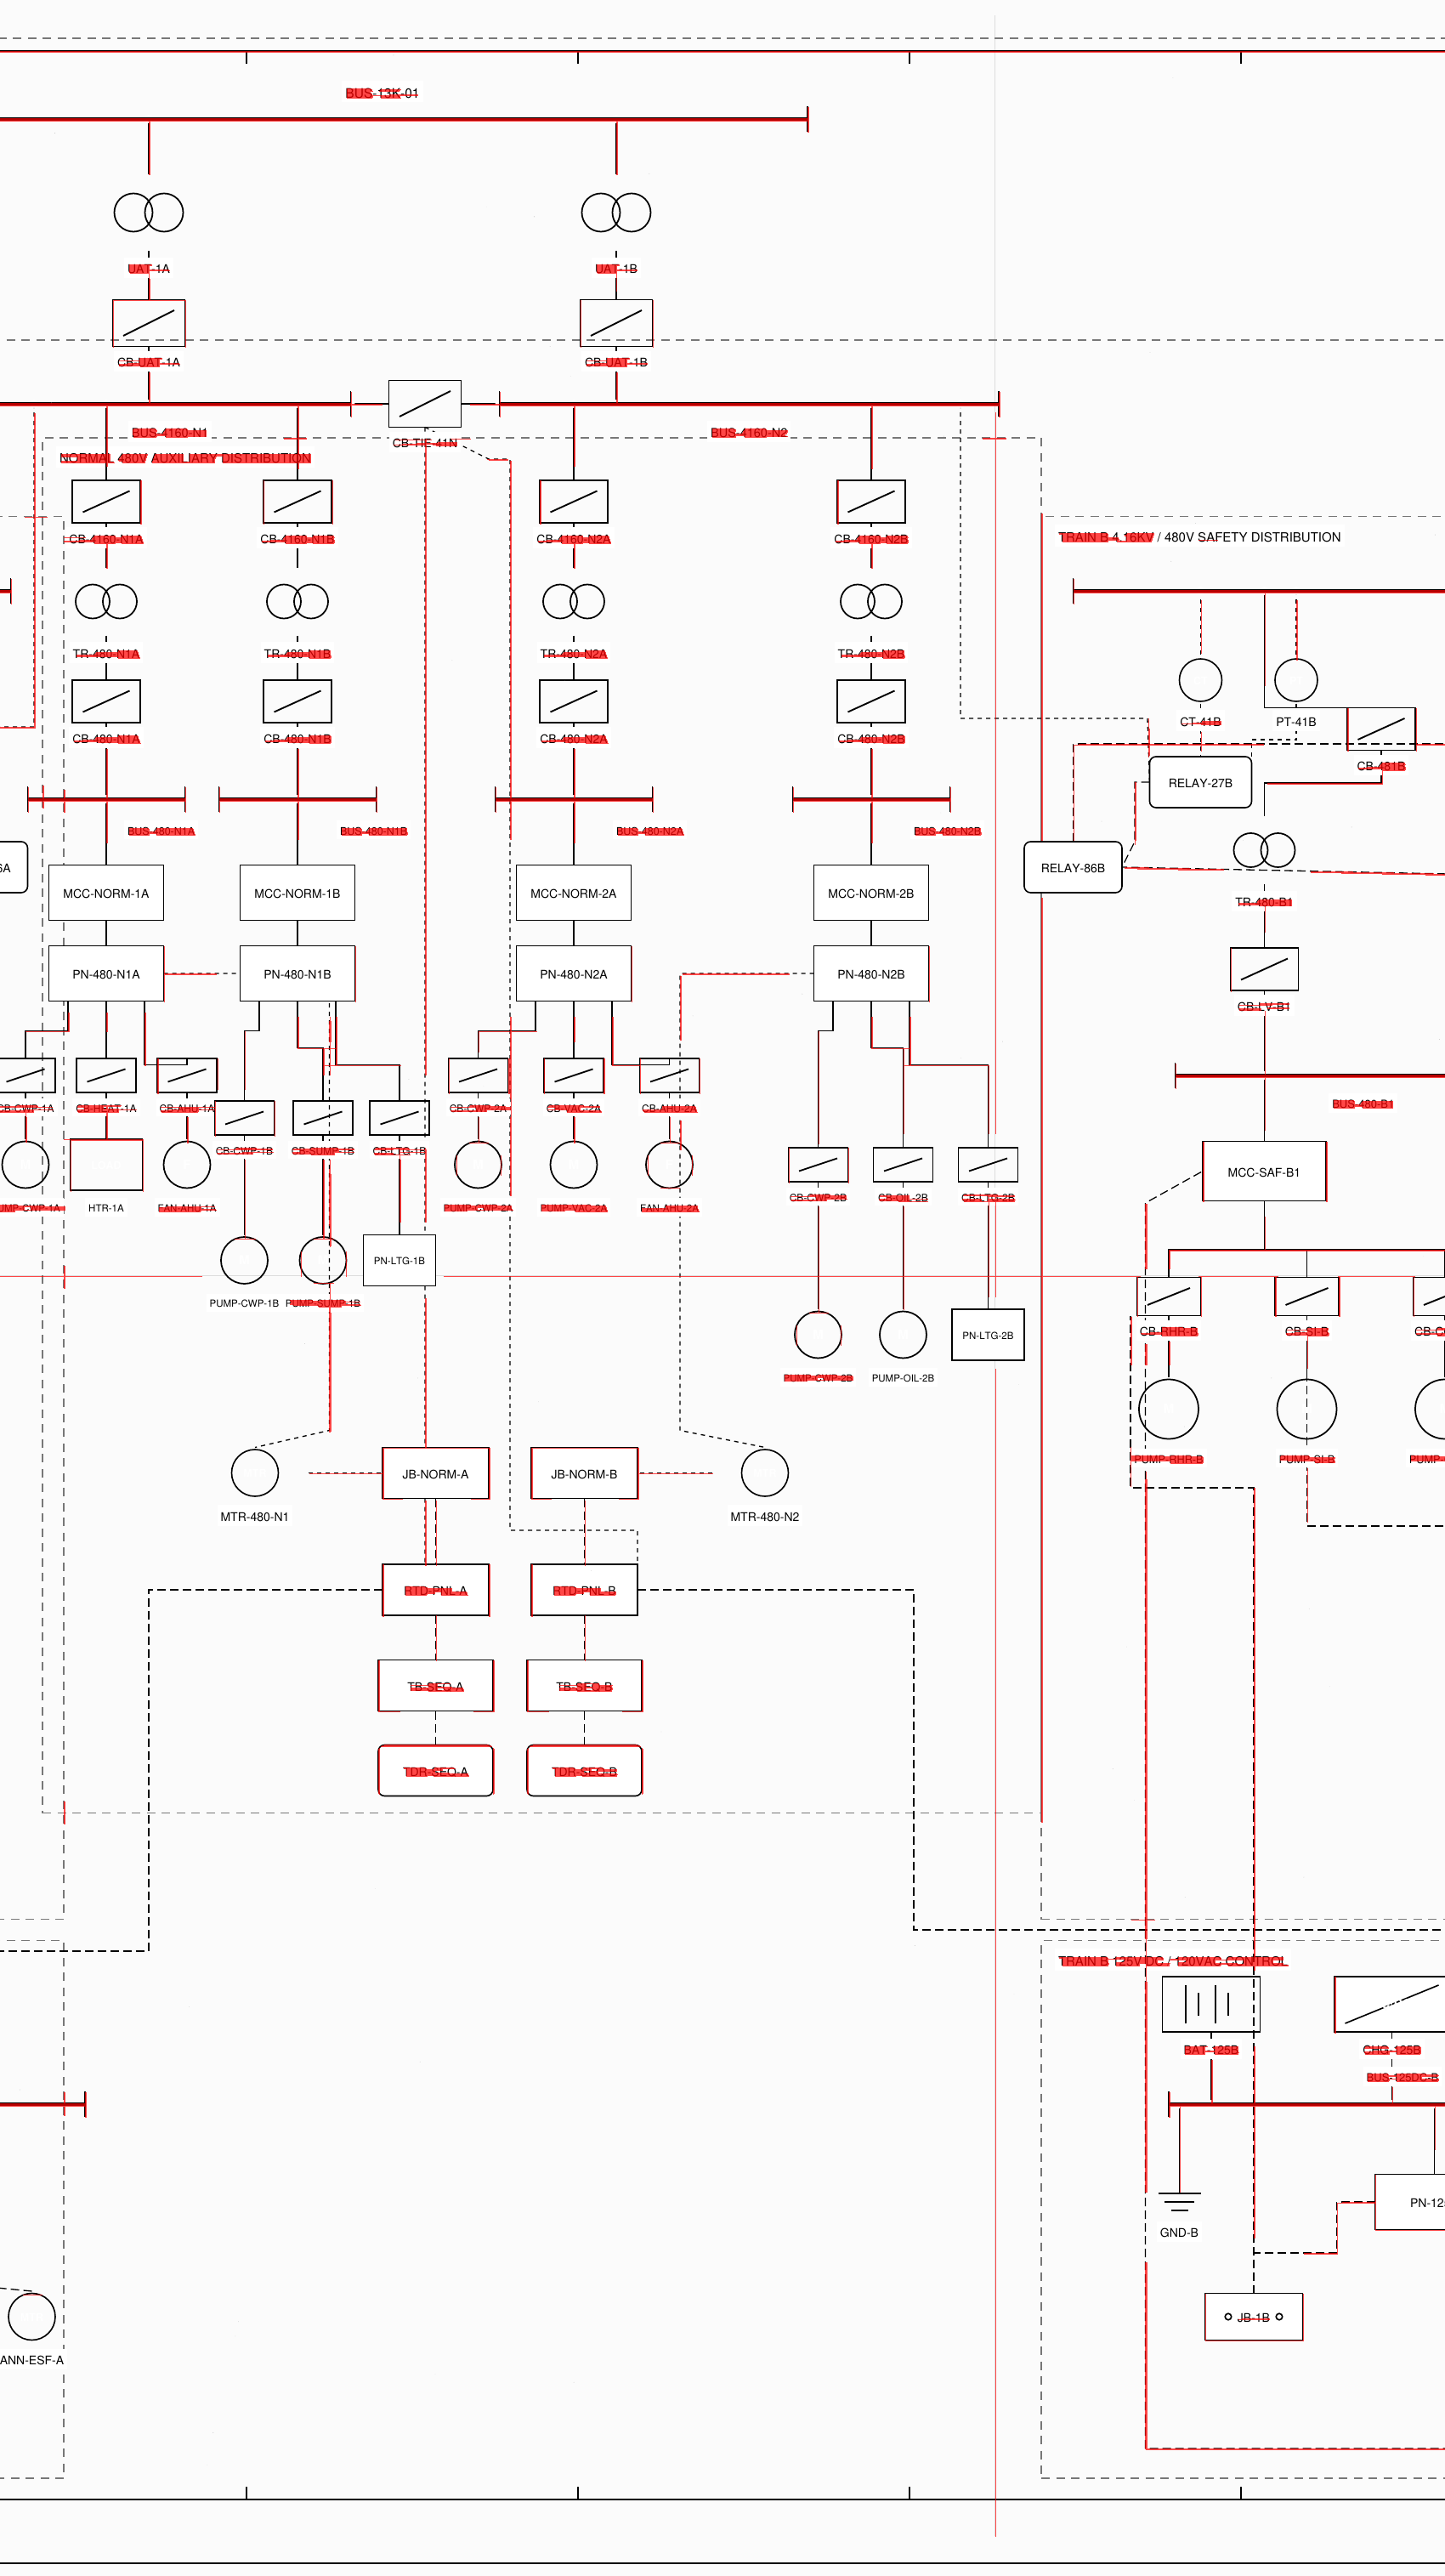 BUS-13K-01
UAT-1A
UAT-1B
CB-UAT-1A
CB-UAT-1B
BUS-4160-N1
CB-TIE-41N
BUS-4160-N2
NORMAL 480V AUXILIARY DISTRIBUTION
CB-4160-N1A
CB-4160-N1B
CB-4160-N2A
CB-4160-N2B
TRAIN B 4.16KV / 480V SAFETY DISTRIBUTION
TR-480-N1A
TR-480-N1B
TR-480-N2A
TR-480-N2B
CT-41B
PT-41B
CB-480-N1A
CB-480-N1B
CB-480-N2A
CB-480-N2B
CB-481B
RELAY-27B
BUS-480-N1A
BUS-480-N1B
BUS-480-N2A
BUS-480-N2B
6A
RELAY-86B
MCC-NORM-1A
MCC-NORM-1B
MCC-NORM-2A
MCC-NORM-2B
TR-480-B1
PN-480-N1A
PN-480-N1B
PN-480-N2A
PN-480-N2B
CB-LV-B1
BUS-480-B1
CB-CWP-1A
CB-HEAT-1A
CB-AHU-1A
CB-CWP-2A
CB-VAC-2A
CB-AHU-2A
CB-CWP-1B
CB-SUMP-1B
CB-LTG-1B
MCC-SAF-B1
CB-CWP-2B
CB-OIL-2B
CB-LTG-2B
UMP-CWP-1A
HTR-1A
FAN-AHU-1A
PUMP-CWP-2A
PUMP-VAC-2A
FAN-AHU-2A
PN-LTG-1B
PUMP-CWP-1B
PUMP-SUMP-1B
CB-RHR-B
CB-SI-B
CB-C
PN-LTG-2B
PUMP-CWP-2B
PUMP-OIL-2B
PUMP-RHR-B
PUMP-SI-B
PUMP-
JB-NORM-A
JB-NORM-B
MTR-480-N1
MTR-480-N2
RTD-PNL-A
RTD-PNL-B
TB-SEQ-A
TB-SEQ-B
TDR-SEQ-A
TDR-SEQ-B
TRAIN B 125V DC / 120VAC CONTROL
BAT-125B
CHG-125B
BUS-125DC-B
PN-125
GND-B
JB-1B
ANN-ESF-A